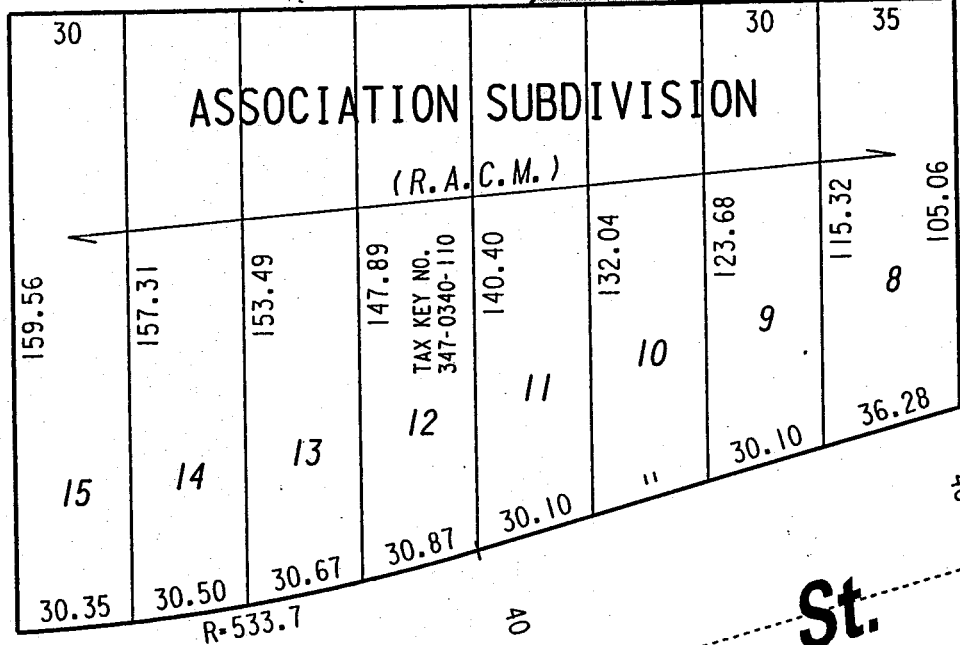 30 30 35
ASSOCIATION SUBDIVISION
(R.A.C.M.)
159.56
157.31
153.49
147.89
TAX KEY NO.
347-0340-110
140.40
132.04
123.68
115.32
105.06
15 14 13 12 11 10 9 8
30.35 30.50 30.67 30.87 30.10 " 30.10 36.28
R=533.7
40
St.